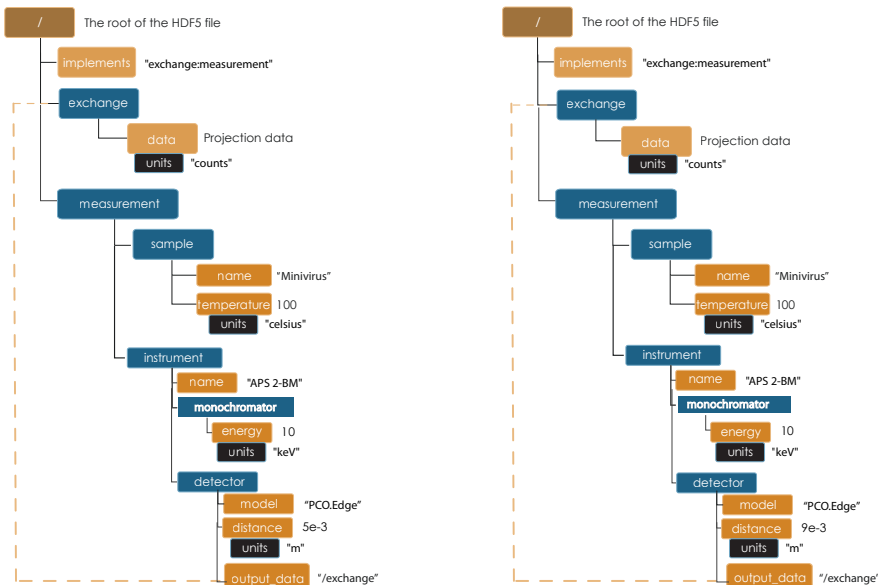 / The root of the HDF5 file
implements "exchange:measurement"
exchange
data Projection data
units "counts"
measurement
sample
name "Minivirus"
temperature 100
units "celsius"
instrument
name "APS 2-BM"
monochromator
energy 10
units "keV"
detector
model "PCO.Edge"
distance 5e-3
units "m"
output_data "/exchange"
/ The root of the HDF5 file
implements "exchange:measurement"
exchange
data Projection data
units "counts"
measurement
sample
name "Minivirus"
temperature 100
units "celsius"
instrument
name "APS 2-BM"
monochromator
energy 10
units "keV"
detector
model "PCO.Edge"
distance 9e-3
units "m"
output_data "/exchange"